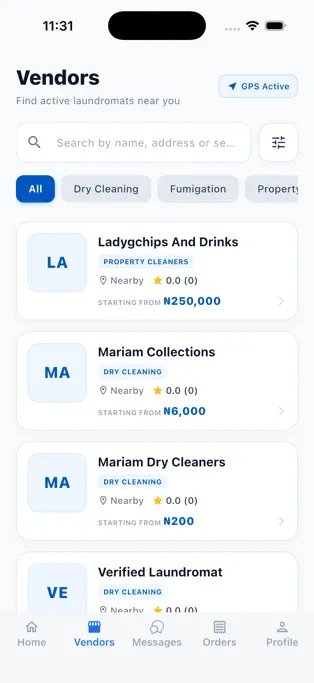 11:31
Vendors
Find active laundromats near you
GPS Active
Search by name, address or se...
All
Dry Cleaning
Fumigation
Property
LA
Ladygchips And Drinks
PROPERTY CLEANERS
Nearby
0.0 (0)
STARTING FROM ₦250,000
MA
Mariam Collections
DRY CLEANING
Nearby
0.0 (0)
STARTING FROM ₦6,000
MA
Mariam Dry Cleaners
DRY CLEANING
Nearby
0.0 (0)
STARTING FROM ₦200
VE
Verified Laundromat
DRY CLEANING
Nearby
0.0 (0)
Home
Vendors
Messages
Orders
Profile